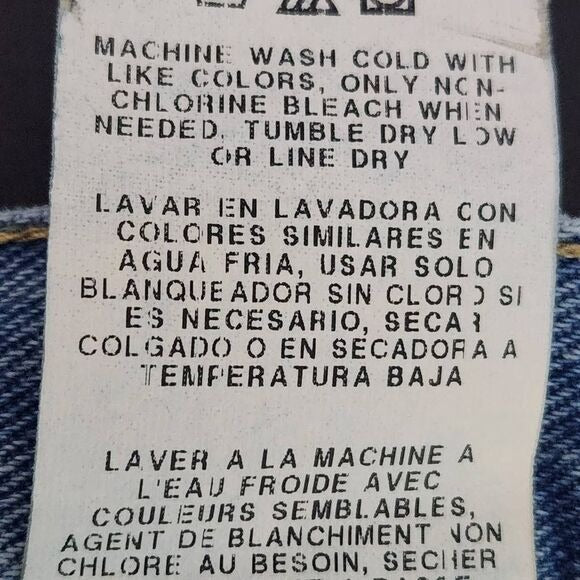 MACHINE WASH COLD WITH
LIKE COLORS, ONLY NON-
CHLORINE BLEACH WHEN
NEEDED, TUMBLE DRY LOW
OR LINE DRY
LAVAR EN LAVADORA CON
COLORES SIMILARES EN
AGUA FRIA, USAR SOLO
BLANQUEADOR SIN CLORO SI
ES NECESARIO, SECAR
COLGADO O EN SECADORA A
TEMPERATURA BAJA
LAVER A LA MACHINE A
L'EAU FROIDE AVEC
COULEURS SEMBLABLES,
AGENT DE BLANCHIMENT NON
CHLORE AU BESOIN, SECHER